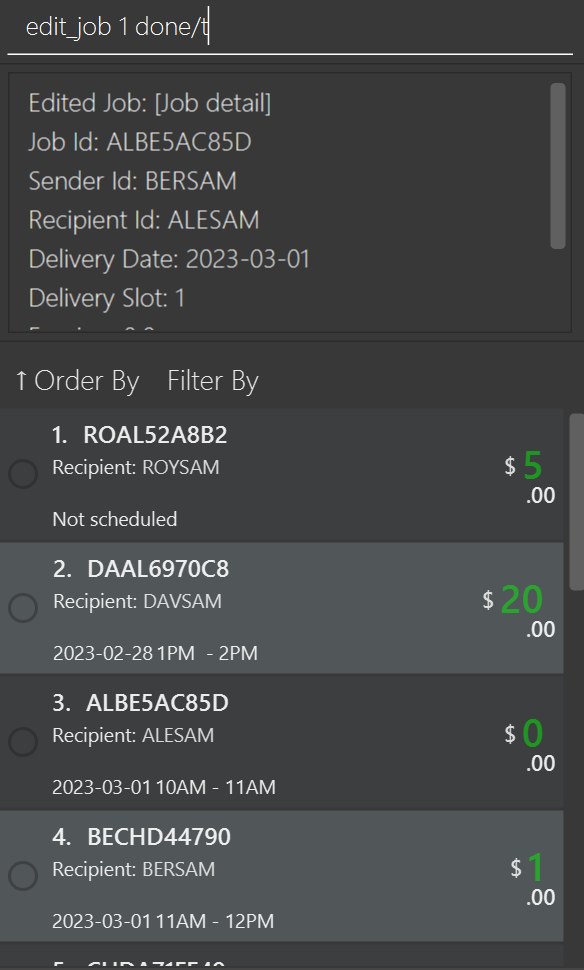 edit_job 1 done/t
Edited Job: [Job detail]
Job Id: ALBE5AC85D
Sender Id: BERSAM
Recipient Id: ALESAM
Delivery Date: 2023-03-01
Delivery Slot: 1
↑ Order By Filter By
1. ROAL52A8B2
Recipient: ROYSAM
$ 5
.00
Not scheduled
2. DAAL6970C8
Recipient: DAVSAM
$ 20
.00
2023-02-28 1PM - 2PM
3. ALBE5AC85D
Recipient: ALESAM
$ 0
.00
2023-03-01 10AM - 11AM
4. BECHD44790
Recipient: BERSAM
$ 1
.00
2023-03-01 11AM - 12PM